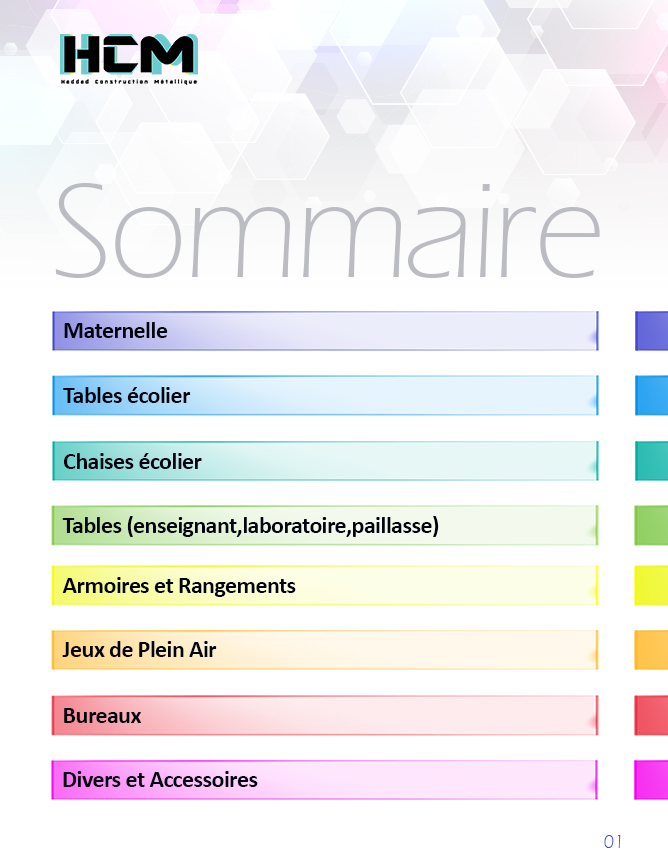 HCM
Hedded Construction Métallique
Sommaire
Maternelle
Tables écolier
Chaises écolier
Tables (enseignant,laboratoire,paillasse)
Armoires et Rangements
Jeux de Plein Air
Bureaux
Divers et Accessoires
01